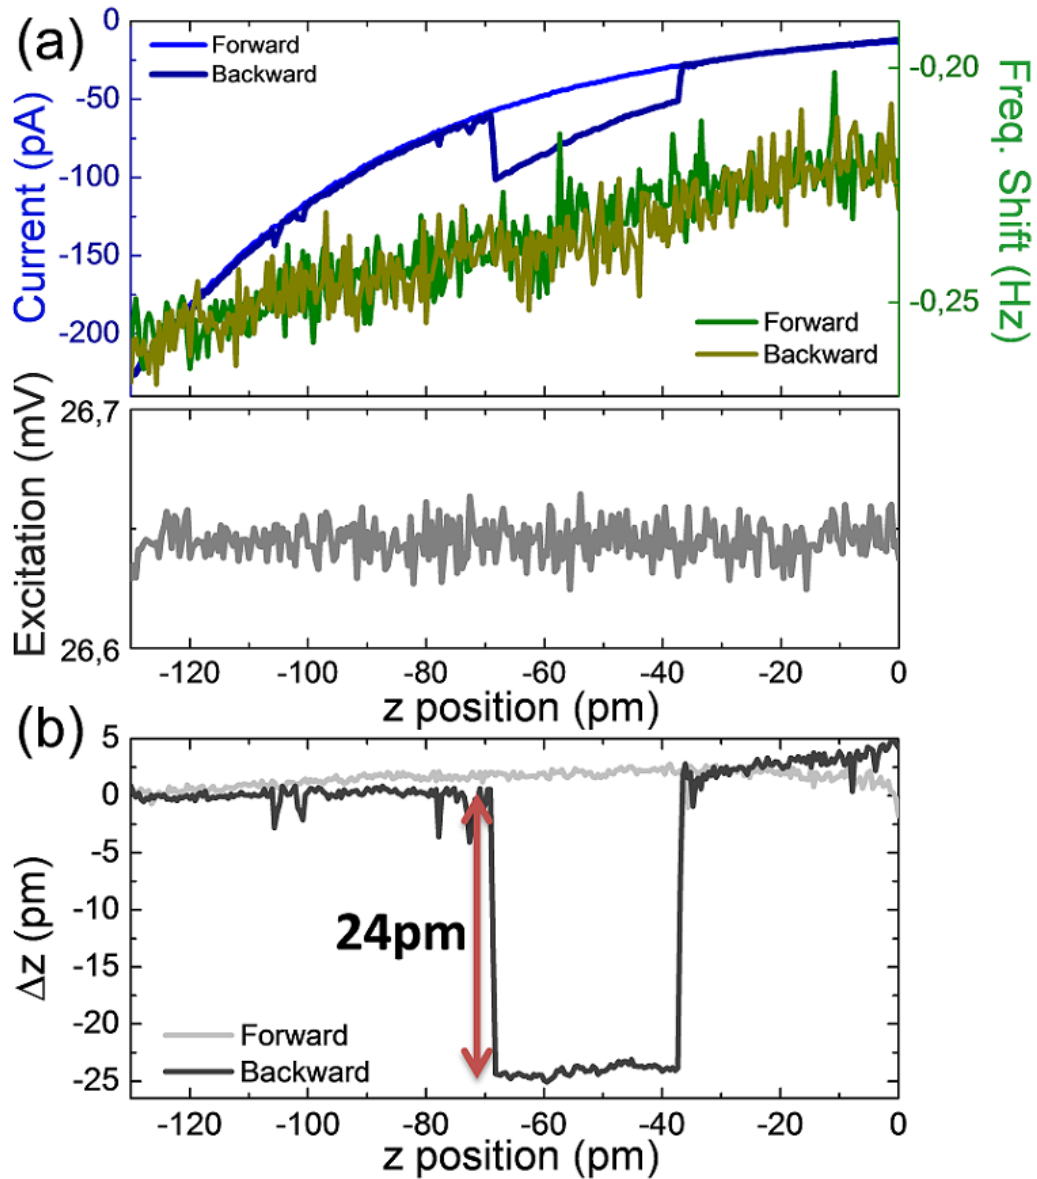 (a)
Forward
Backward
Current (pA)
0
-50
-100
-150
-200
Freq. Shift (Hz)
-0,20
-0,25
Forward
Backward
Excitation (mV)
26,7
26,6
-120 -100 -80 -60 -40 -20 0
z position (pm)
(b)
Δz (pm)
5
0
-5
-10
-15
-20
-25
24pm
Forward
Backward
-120 -100 -80 -60 -40 -20 0
z position (pm)